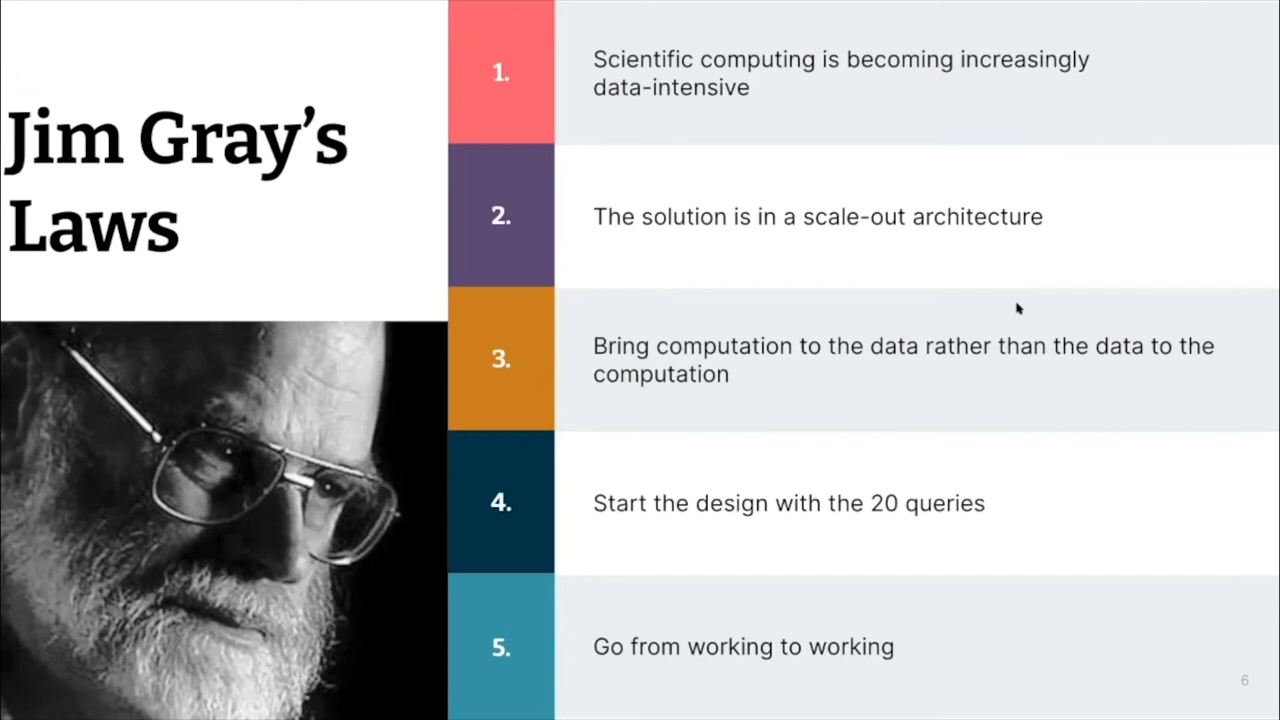 Jim Gray’s
Laws
1.
Scientific computing is becoming increasingly
data-intensive
2.
The solution is in a scale-out architecture
3.
Bring computation to the data rather than the data to the
computation
4.
Start the design with the 20 queries
5.
Go from working to working
6